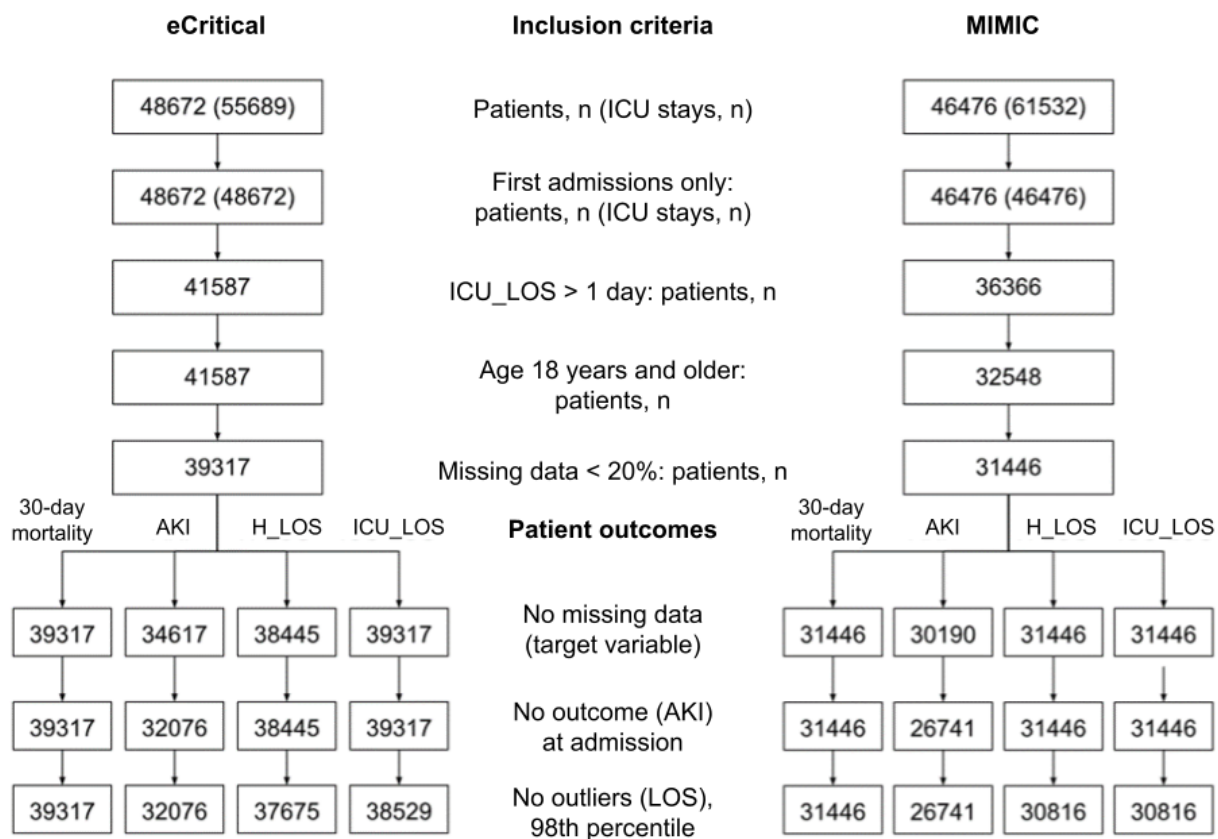 eCritical Inclusion criteria MIMIC
48672 (55689) Patients, n (ICU stays, n) 46476 (61532)
48672 (48672) First admissions only:
patients, n (ICU stays, n) 46476 (46476)
41587 ICU_LOS > 1 day: patients, n 36366
41587 Age 18 years and older:
patients, n 32548
39317 Missing data < 20%: patients, n 31446
30-day
mortality AKI H_LOS ICU_LOS Patient outcomes 30-day
mortality AKI H_LOS ICU_LOS
39317 34617 38445 39317 No missing data
(target variable) 31446 30190 31446 31446
39317 32076 38445 39317 No outcome (AKI)
at admission 31446 26741 31446 31446
39317 32076 37675 38529 No outliers (LOS),
98th percentile 31446 26741 30816 30816